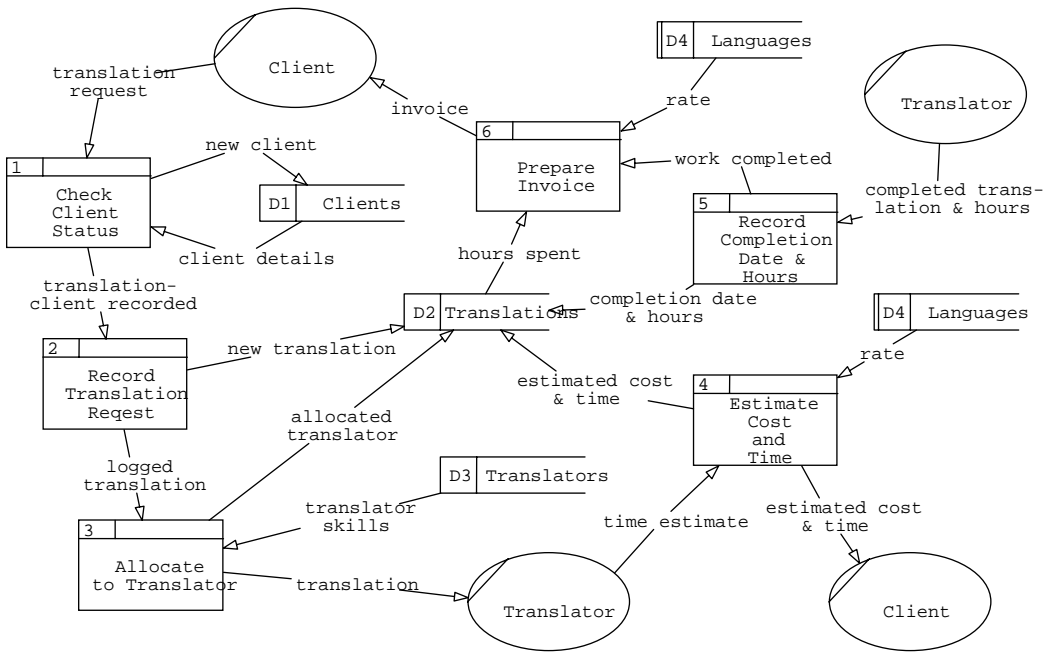 Client
D4 Languages
Translator
translation
request
invoice
rate
6
Prepare
Invoice
new client
work completed
1
Check
Client
Status
D1 Clients
completed trans-
lation & hours
5
Record
Completion
Date &
Hours
client details
hours spent
translation-
client recorded
D2 Translations
completion date
& hours
D4 Languages
2
Record
Translation
Reqest
new translation
rate
estimated cost
& time
4
Estimate
Cost
and
Time
allocated
translator
logged
translation
D3 Translators
translator
skills
time estimate
estimated cost
& time
3
Allocate
to Translator
translation
Translator
Client